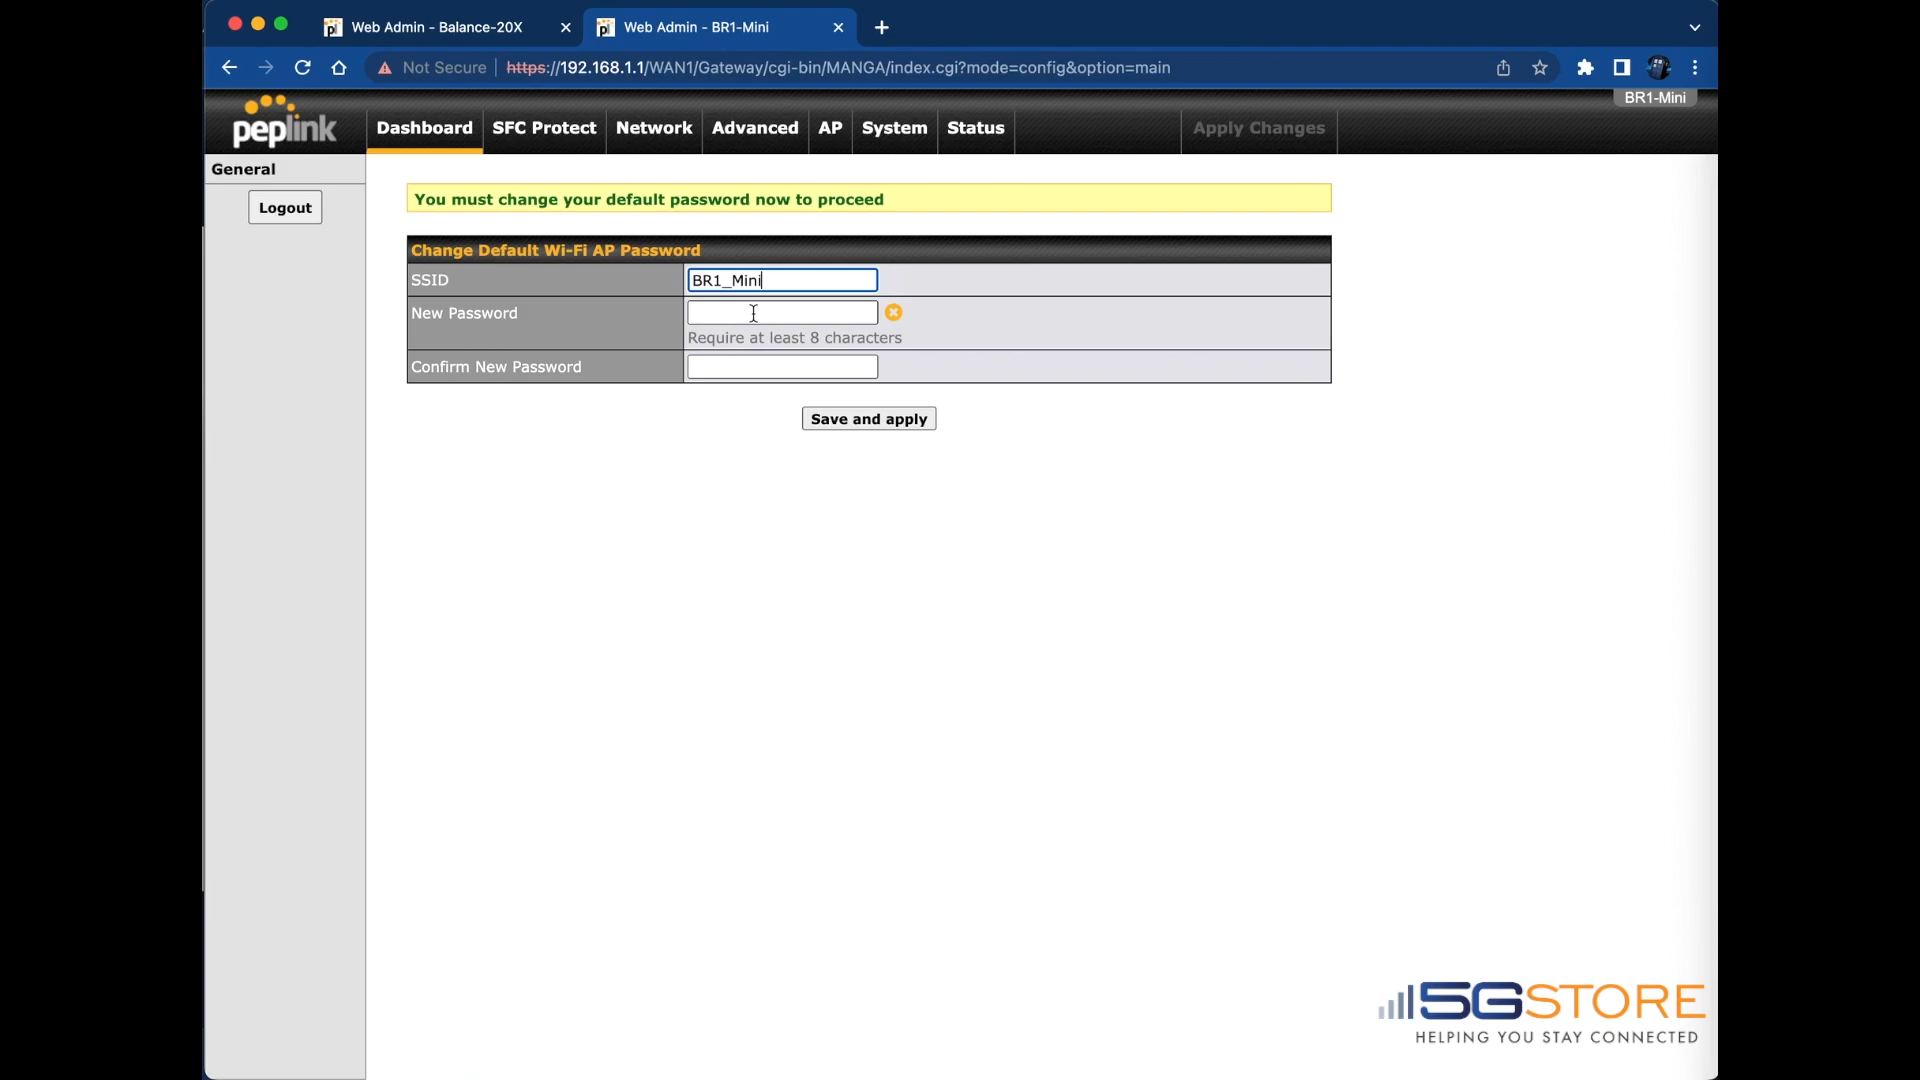 Web Admin - Balance-20X
Web Admin - BR1-Mini
Not Secure | https://192.168.1.1/WAN1/Gateway/cgi-bin/MANGA/index.cgi?mode=config&option=main
BR1-Mini
peplink
Dashboard
SFC Protect
Network
Advanced
AP
System
Status
Apply Changes
General
Logout
You must change your default password now to proceed
Change Default Wi-Fi AP Password
SSID
BR1_Mini
New Password
Require at least 8 characters
Confirm New Password
Save and apply
5GSTORE
HELPING YOU STAY CONNECTED